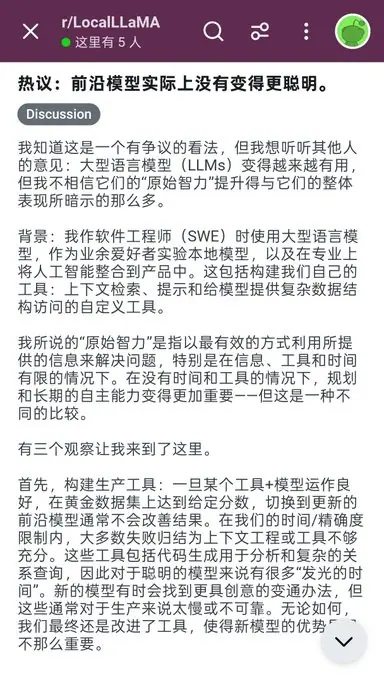 r/LocalLLaMA
这里有 5 人
热议：前沿模型实际上没有变得更聪明。
Discussion
我知道这是一个有争议的看法，但我想听听其他人
的意见：大型语言模型（LLMs）变得越来越有用，
但我不相信它们的“原始智力”提升得与它们的整体
表现所暗示的那么多。
背景：我作软件工程师（SWE）时使用大型语言模
型，作为业余爱好者实验本地模型，以及在专业上
将人工智能整合到产品中。这包括构建我们自己的
工具：上下文检索、提示和给模型提供复杂数据结
构访问的自定义工具。
我所说的“原始智力”是指以最有效的方式利用所提
供的信息来解决问题，特别是在信息、工具和时间
有限的情况下。在没有时间和工具的情况下，规划
和长期的自主能力变得更加重要——但这是一种不
同的比较。
有三个观察让我来到了这里。
首先，构建生产工具：一旦某个工具+模型运作良
好，在黄金数据集上达到给定分数，切换到更新的
前沿模型通常不会改善结果。在我们的时间/精确度
限制内，大多数失败归结为上下文工程或工具不够
充分。这些工具包括代码生成用于分析和复杂的关
系查询，因此对于聪明的模型来说有很多“发光的时
间”。新的模型有时会找到更具创意的变通办法，但
这些通常对于生产来说太慢或不可靠。无论如何，
我们最终还是改进了工具，使得新模型的优势
不那么重要。